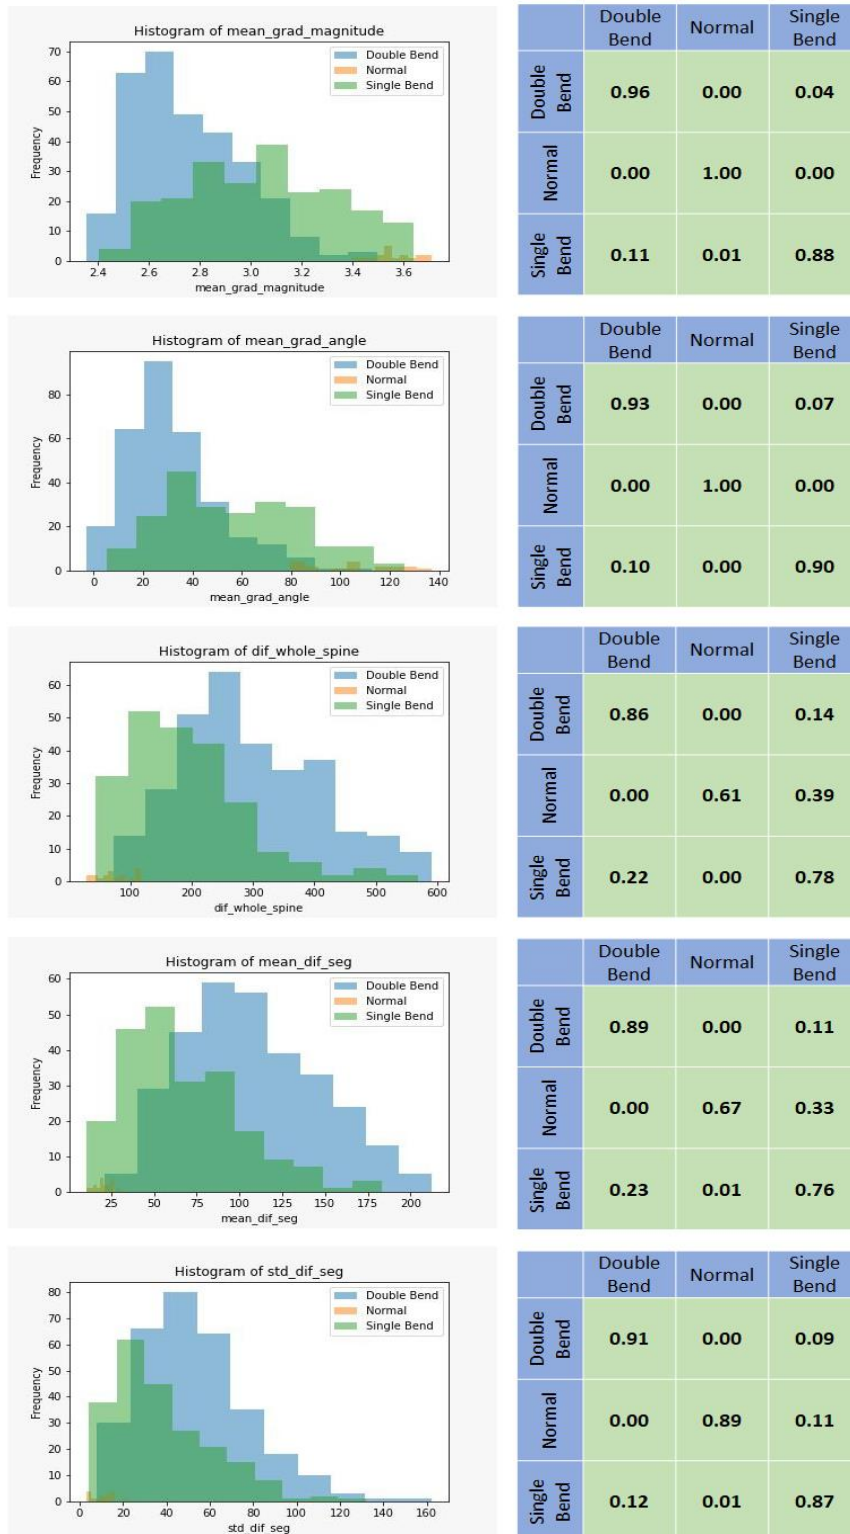 Histogram of mean_grad_magnitude
Double Bend
Normal
Single Bend
Frequency
70
60
50
40
30
20
10
0
2.4 2.6 2.8 3.0 3.2 3.4 3.6
mean_grad_magnitude
Double Bend Normal Single Bend
Double Bend 0.96 0.00 0.04
Normal 0.00 1.00 0.00
Single Bend 0.11 0.01 0.88
Histogram of mean_grad_angle
Double Bend
Normal
Single Bend
Frequency
80
60
40
20
0
0 20 40 60 80 100 120 140
mean_grad_angle
Double Bend Normal Single Bend
Double Bend 0.93 0.00 0.07
Normal 0.00 1.00 0.00
Single Bend 0.10 0.00 0.90
Histogram of dif_whole_spine
Double Bend
Normal
Single Bend
Frequency
60
50
40
30
20
10
0
100 200 300 400 500 600
dif_whole_spine
Double Bend Normal Single Bend
Double Bend 0.86 0.00 0.14
Normal 0.00 0.61 0.39
Single Bend 0.22 0.00 0.78
Histogram of mean_dif_seg
Double Bend
Normal
Single Bend
Frequency
60
50
40
30
20
10
0
25 50 75 100 125 150 175 200
mean_dif_seg
Double Bend Normal Single Bend
Double Bend 0.89 0.00 0.11
Normal 0.00 0.67 0.33
Single Bend 0.23 0.01 0.76
Histogram of std_dif_seg
Double Bend
Normal
Single Bend
Frequency
80
70
60
50
40
30
20
10
0
0 20 40 60 80 100 120 140 160
std_dif_seg
Double Bend Normal Single Bend
Double Bend 0.91 0.00 0.09
Normal 0.00 0.89 0.11
Single Bend 0.12 0.01 0.87